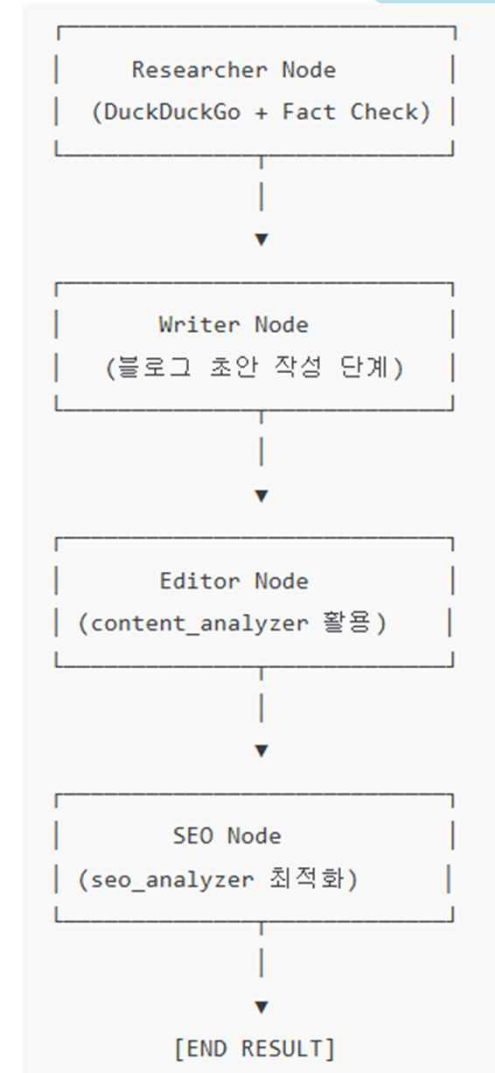 Researcher Node
(DuckDuckGo + Fact Check)
Writer Node
(블로그 초안 작성 단계)
Editor Node
(content_analyzer 활용)
SEO Node
(seo_analyzer 최적화)
[END RESULT]